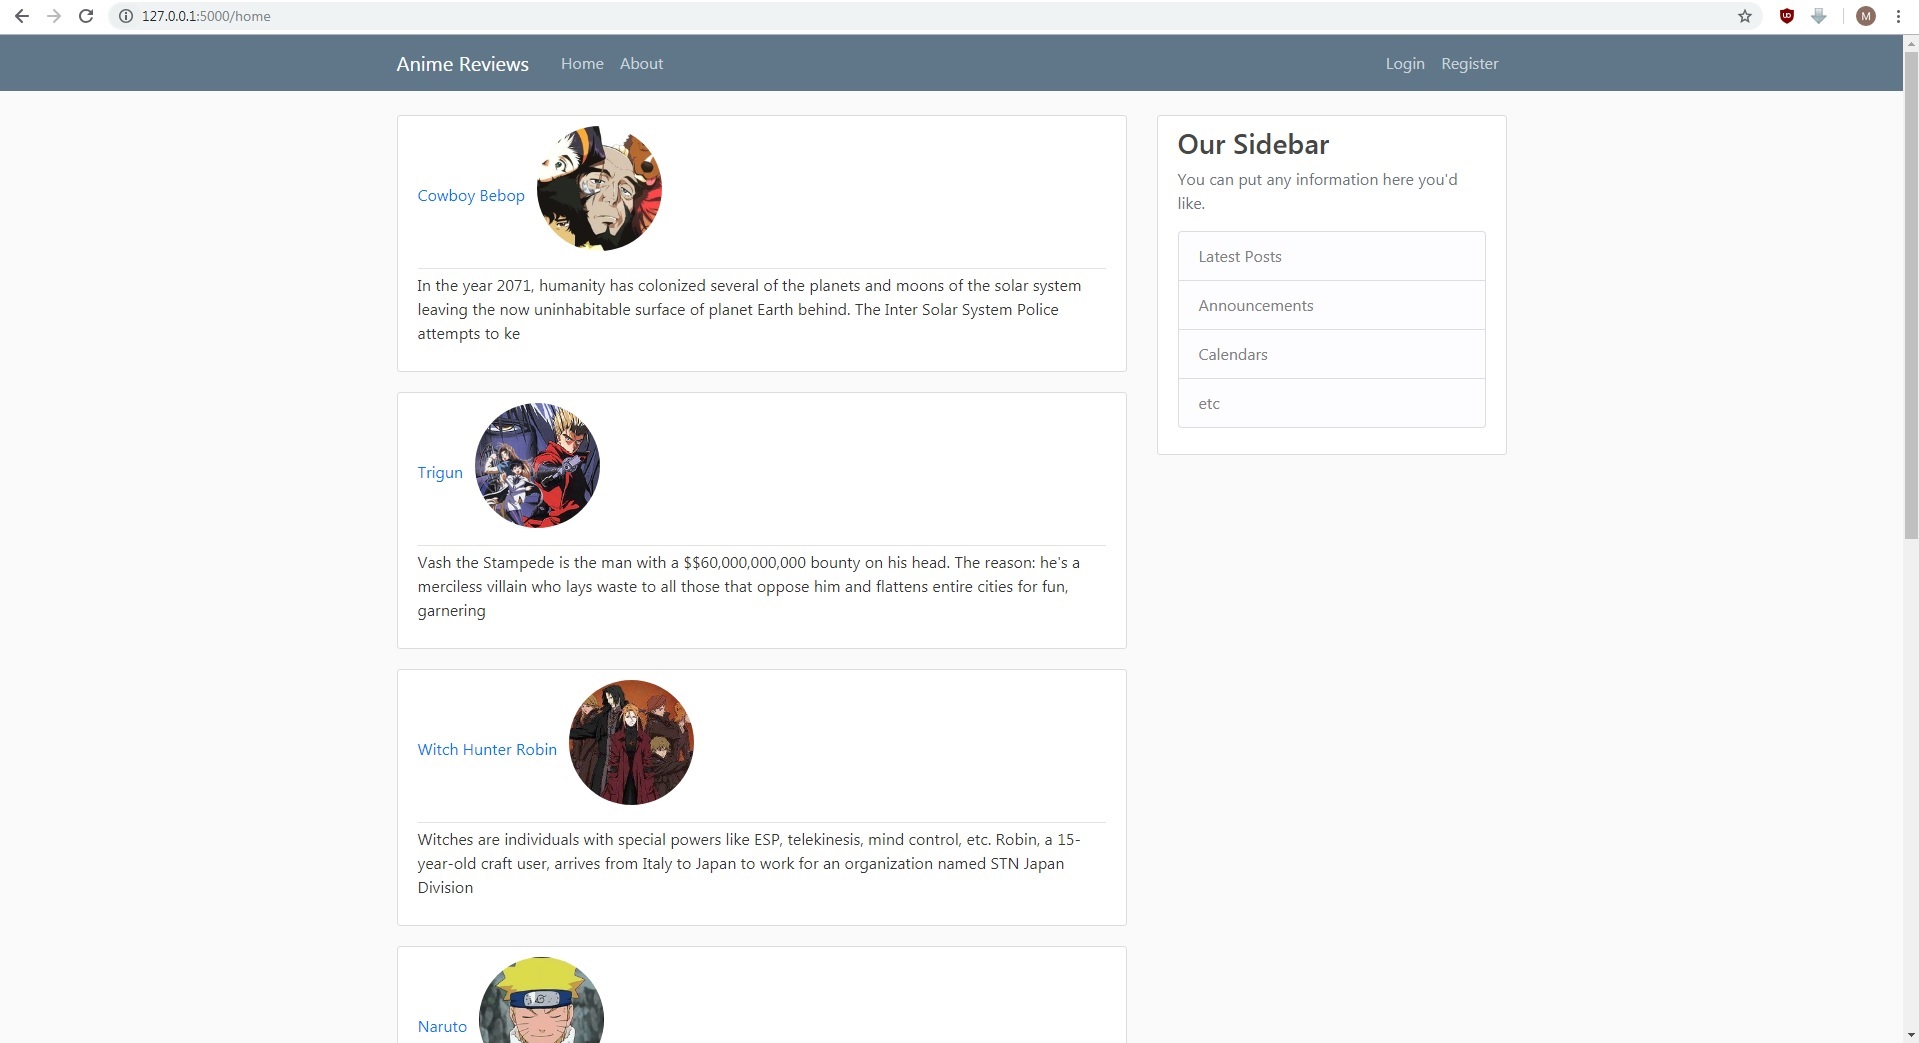 127.0.0.1:5000/home
M
Anime Reviews Home About Login Register
Cowboy Bebop
In the year 2071, humanity has colonized several of the planets and moons of the solar system
leaving the now uninhabitable surface of planet Earth behind. The Inter Solar System Police
attempts to ke
Trigun
Vash the Stampede is the man with a $$60,000,000,000 bounty on his head. The reason: he's a
merciless villain who lays waste to all those that oppose him and flattens entire cities for fun,
garnering
Witch Hunter Robin
Witches are individuals with special powers like ESP, telekinesis, mind control, etc. Robin, a 15-
year-old craft user, arrives from Italy to Japan to work for an organization named STN Japan
Division
Naruto
Our Sidebar
You can put any information here you'd
like.
Latest Posts
Announcements
Calendars
etc